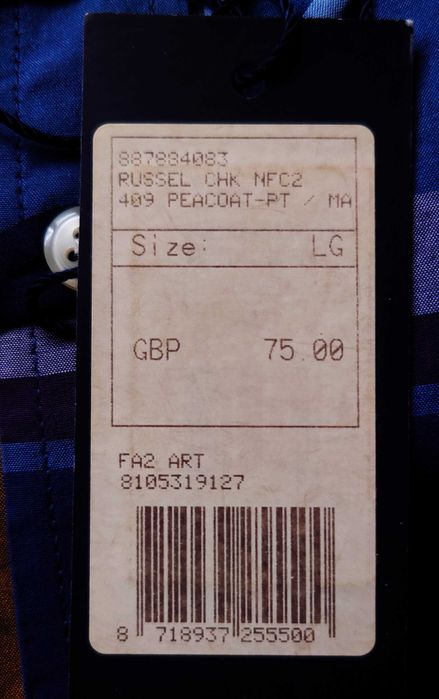 887884083
RUSSEL CHK NFC2
409 PEACOAT-PT / MA
Size: LG
GBP 75.00
FA2 ART
8105319127
8 718937 255500